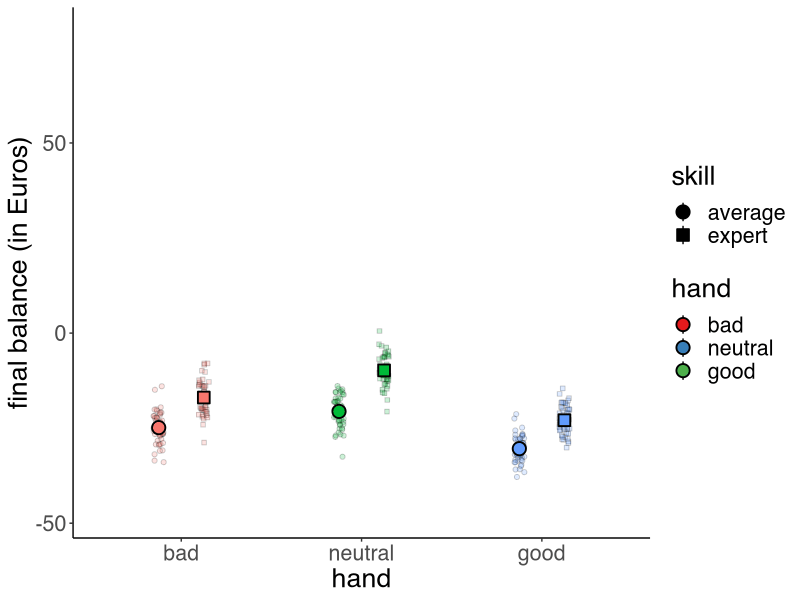 final balance (in Euros)
50
0
-50
bad
neutral
good
hand
skill
average
expert
hand
bad
neutral
good